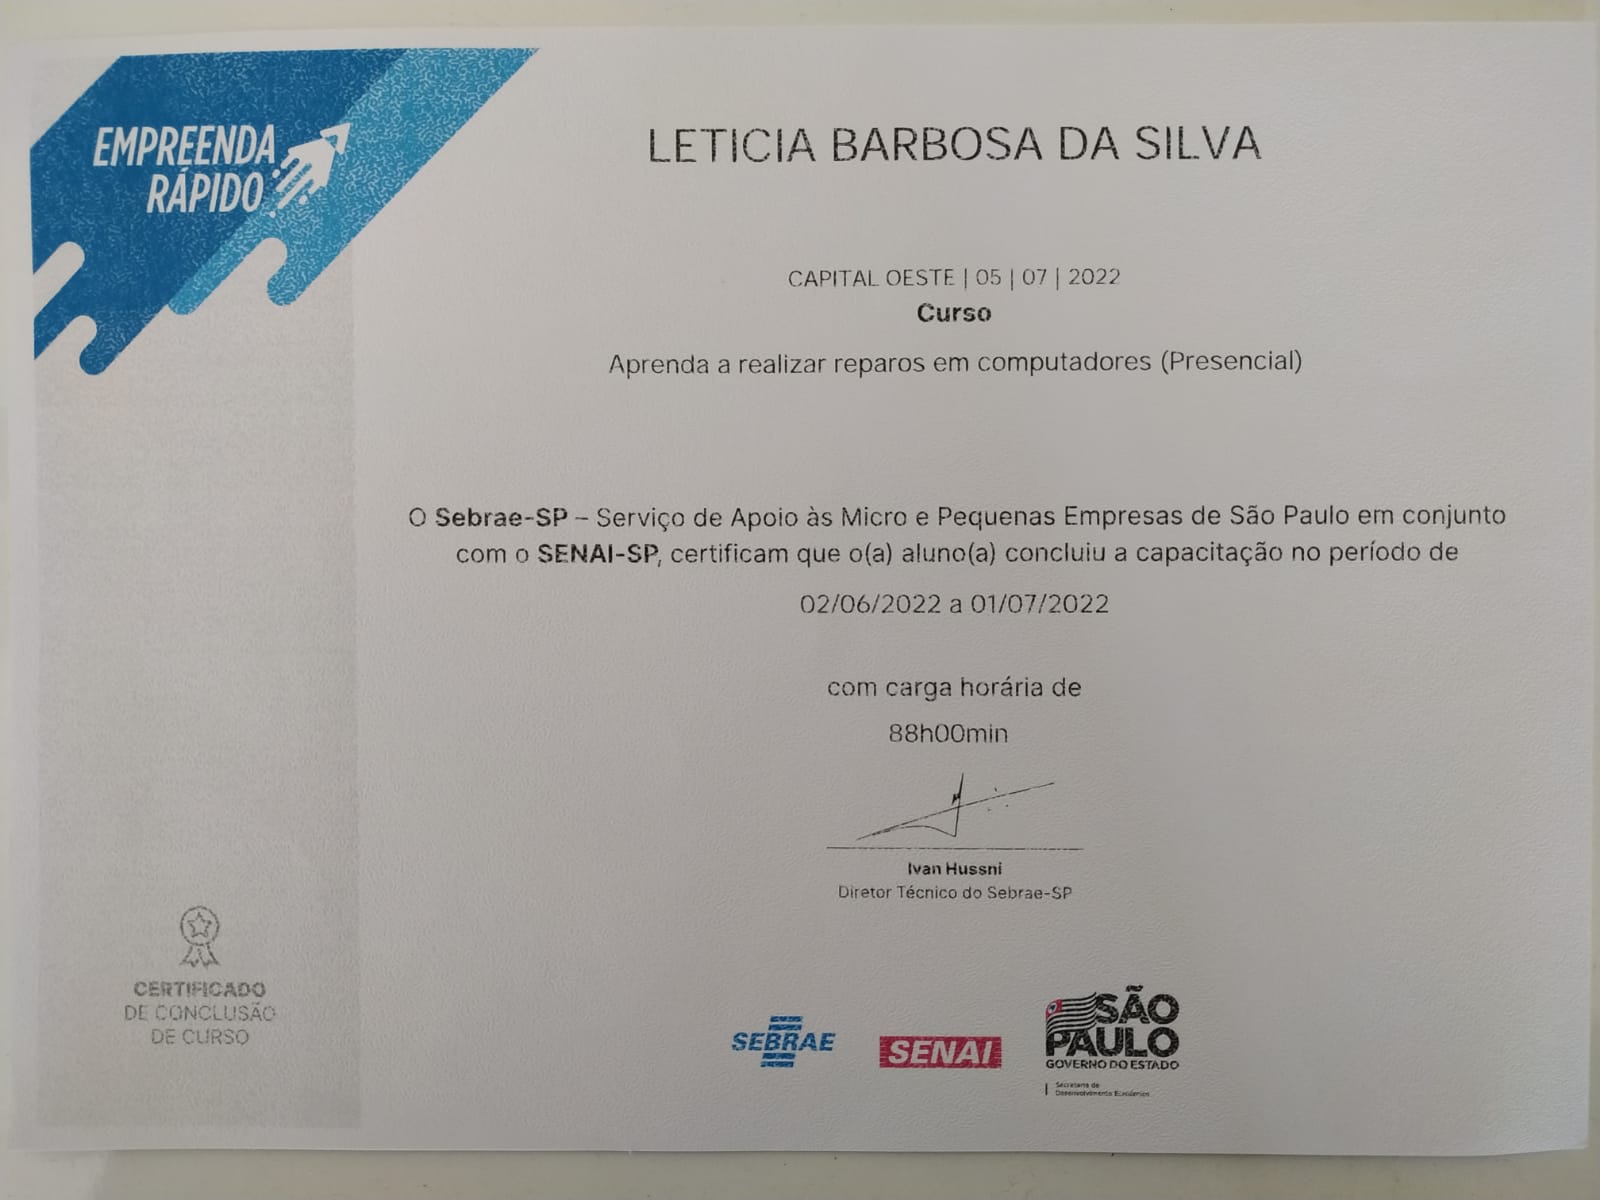 EMPREENDA
RÁPIDO
LETICIA BARBOSA DA SILVA
CAPITAL OESTE | 05 | 07 | 2022
Curso
Aprenda a realizar reparos em computadores (Presencial)
O Sebrae-SP – Serviço de Apoio às Micro e Pequenas Empresas de São Paulo em conjunto
com o SENAI-SP, certificam que o(a) aluno(a) concluiu a capacitação no período de
02/06/2022 a 01/07/2022
com carga horária de
88h00min
Ivan Hussni
Diretor Técnico do Sebrae-SP
CERTIFICADO
DE CONCLUSÃO
DE CURSO
SEBRAE
SENAI
SÃO
PAULO
GOVERNO DO ESTADO
Secretaria de
Desenvolvimento Econômico